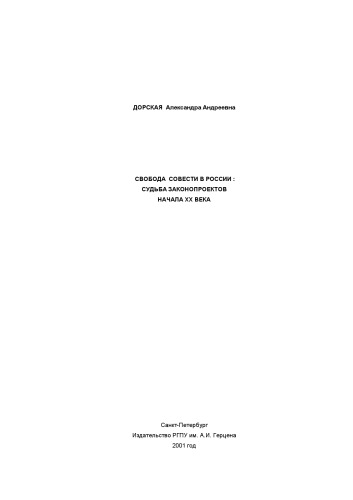 ДОРСКАЯ Александра Андреевна
СВОБОДА СОВЕСТИ В РОССИИ :
СУДЬБА ЗАКОНОПРОЕКТОВ
НАЧАЛА XX ВЕКА
Санкт-Петербург
Издательство РГПУ им. А.И. Герцена
2001 год